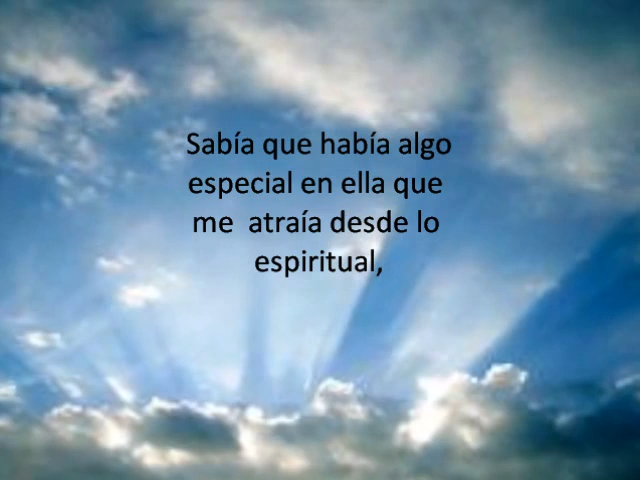 Sabía que había algo
especial en ella que
me  atraía desde lo
espiritual,